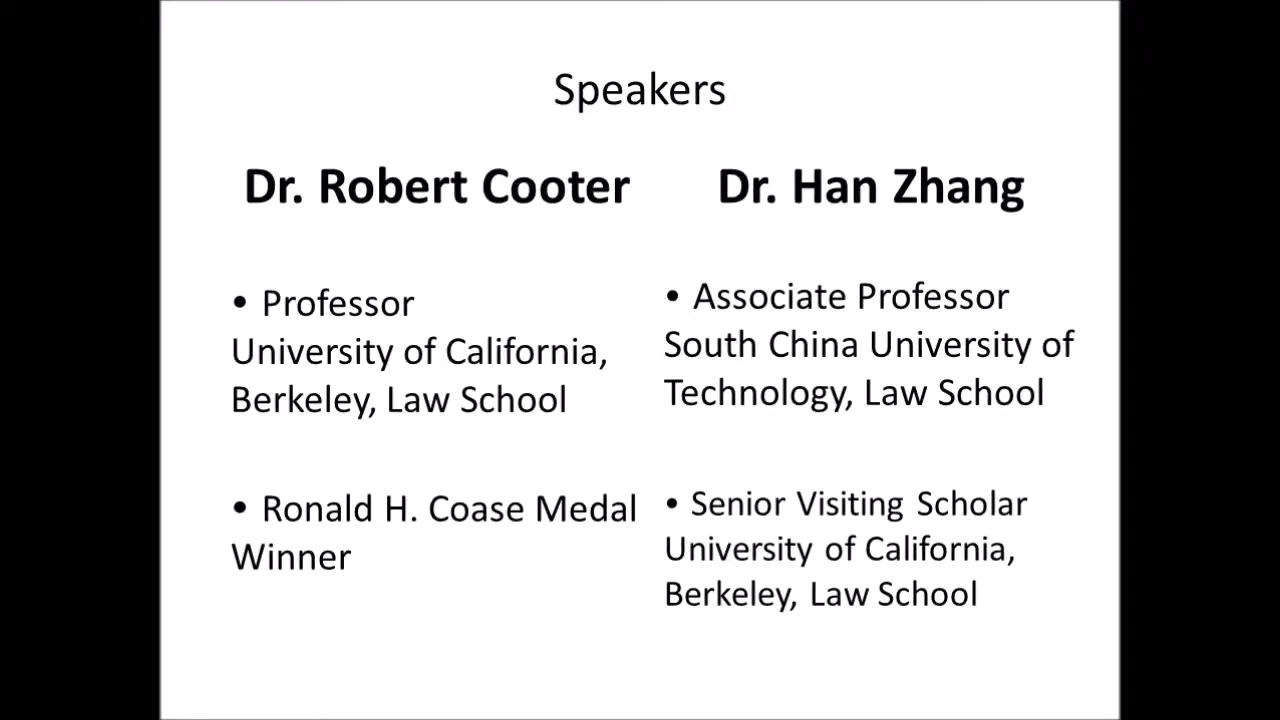 Speakers
Dr. Robert Cooter
• Professor
University of California,
Berkeley, Law School
• Ronald H. Coase Medal
Winner
Dr. Han Zhang
• Associate Professor
South China University of
Technology, Law School
• Senior Visiting Scholar
University of California,
Berkeley, Law School